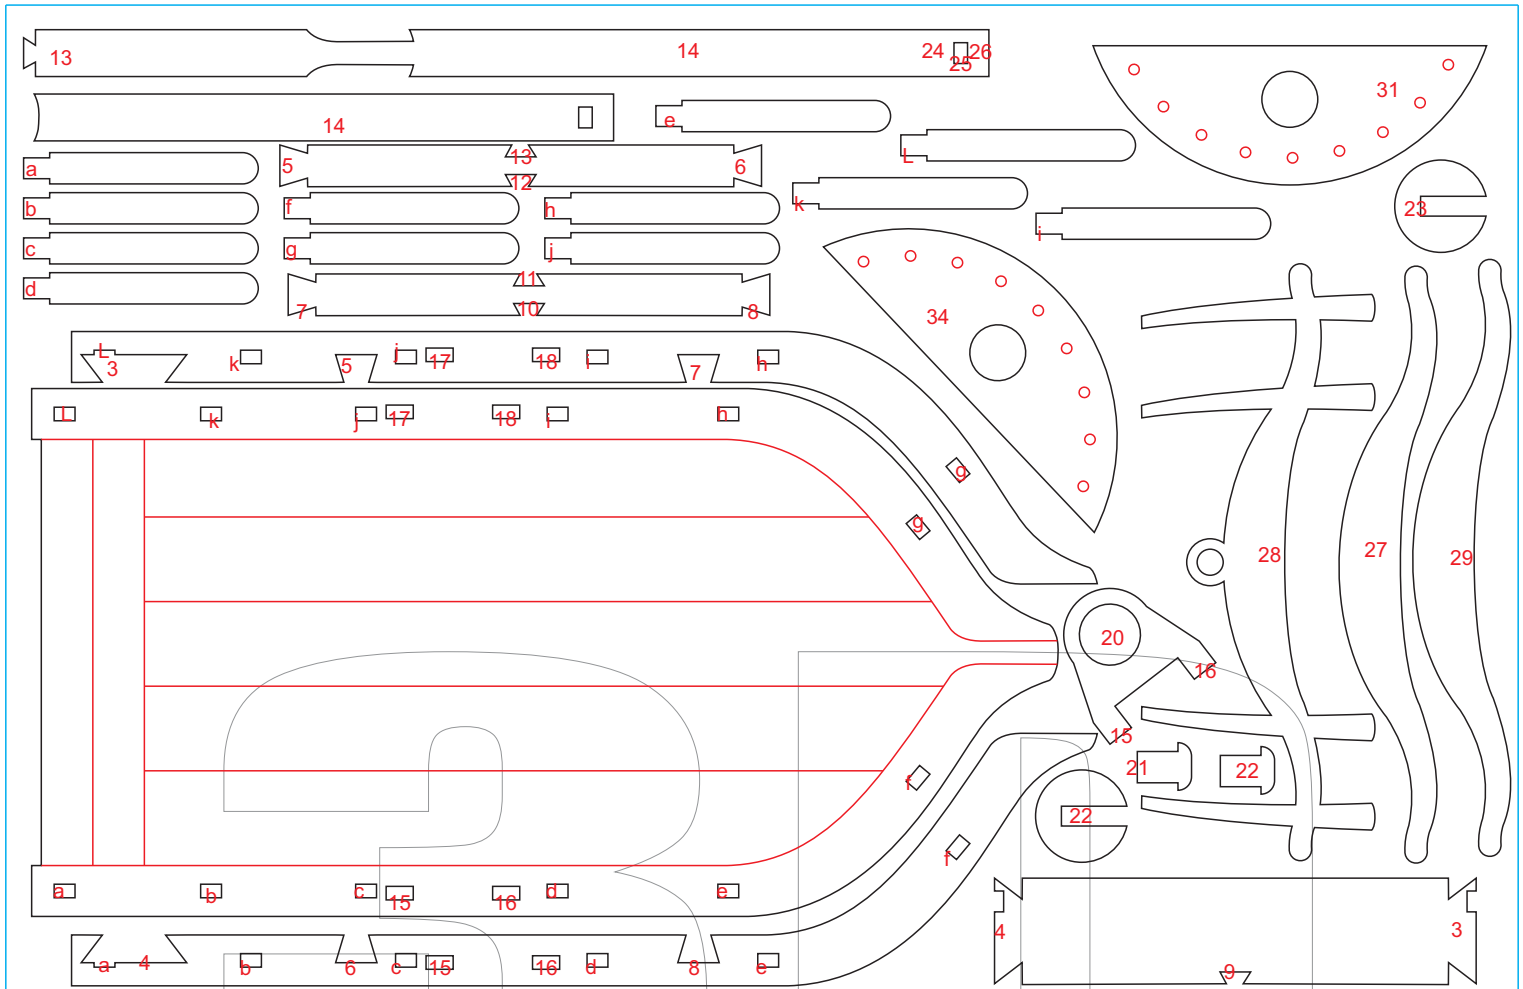 13 14 24 25 26
14 e 31
L
a 5 13 6
12
b f h k 23
c g j i
d 11
7 10 8
34
L k j 17 18 i h
3 5 7
L k j 17 18 i h
g
g
28 27 29
20
16
15
f 21 22
22
f
a b c 15 16 d e
4 3
a 4 b 6 c 15 8 16 d e
9